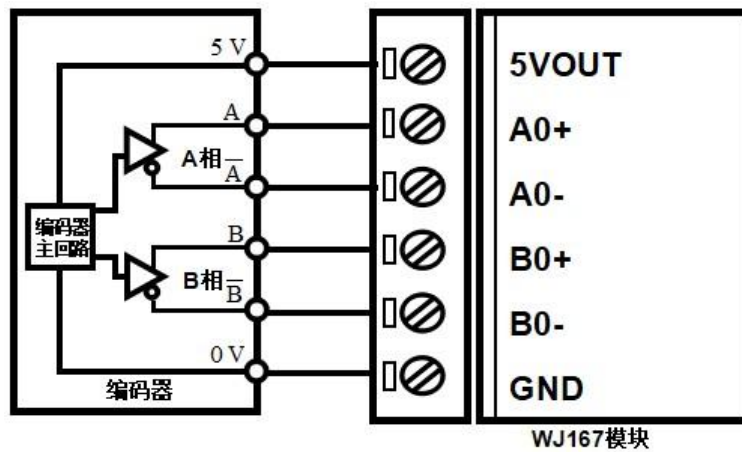 5 V
A
A相
A
编码器
主回路
B
B相
B
0 V
编码器
5VOUT
A0+
A0-
B0+
B0-
GND
WJ167模块